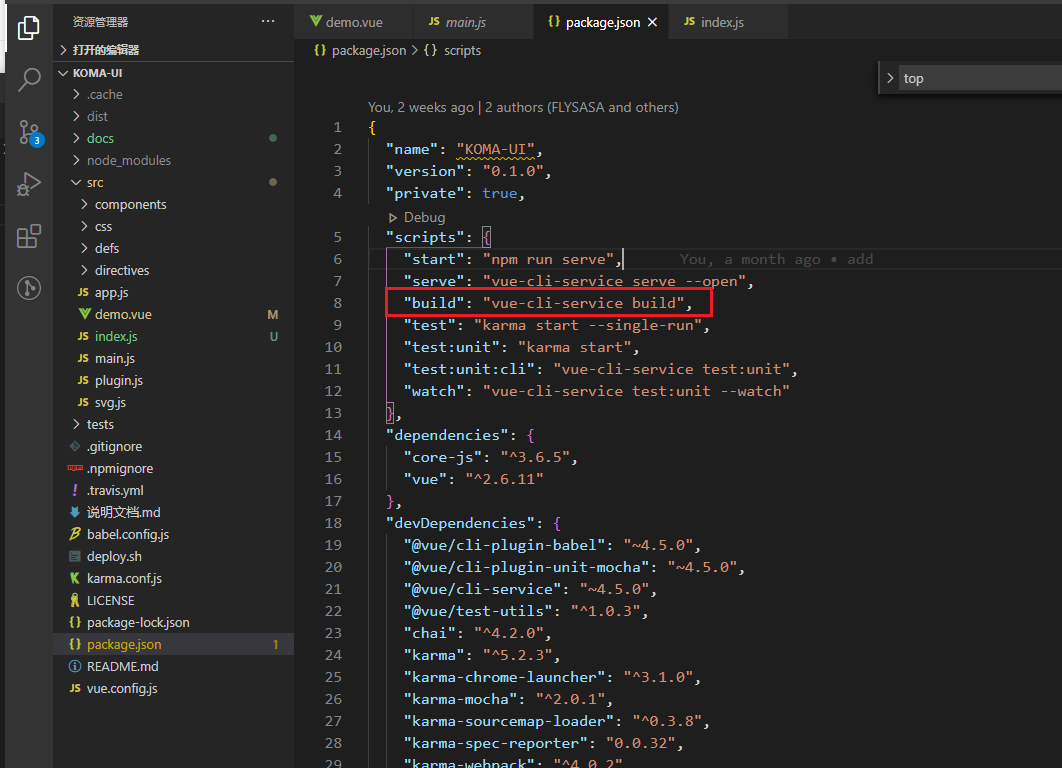 资源管理器 ···
打开的编辑器
KOMA-UI
.cache
dist
docs
node_modules
src
components
css
defs
directives
JS app.js
demo.vue M
JS index.js U
JS main.js
JS plugin.js
JS svg.js
tests
.gitignore
npm .npmignore
! .travis.yml
说明文档.md
babel.config.js
deploy.sh
karma.conf.js
LICENSE
{} package-lock.json
{} package.json 1
README.md
JS vue.config.js
3
demo.vue JS main.js {} package.json × JS index.js
{} package.json > {} scripts
top
You, 2 weeks ago | 2 authors (FLYSASA and others)
1 {
2 "name": "KOMA-UI",
3 "version": "0.1.0",
4 "private": true,
Debug
5 "scripts": {
6 "start": "npm run serve", You, a month ago • add
7 "serve": "vue-cli-service serve --open",
8 "build": "vue-cli-service build",
9 "test": "karma start --single-run",
10 "test:unit": "karma start",
11 "test:unit:cli": "vue-cli-service test:unit",
12 "watch": "vue-cli-service test:unit --watch"
13 },
14 "dependencies": {
15 "core-js": "^3.6.5",
16 "vue": "^2.6.11"
17 },
18 "devDependencies": {
19 "@vue/cli-plugin-babel": "~4.5.0",
20 "@vue/cli-plugin-unit-mocha": "~4.5.0",
21 "@vue/cli-service": "~4.5.0",
22 "@vue/test-utils": "^1.0.3",
23 "chai": "^4.2.0",
24 "karma": "^5.2.3",
25 "karma-chrome-launcher": "^3.1.0",
26 "karma-mocha": "^2.0.1",
27 "karma-sourcemap-loader": "^0.3.8",
28 "karma-spec-reporter": "0.0.32",
29 "karma-webpack": "^4.0.2"